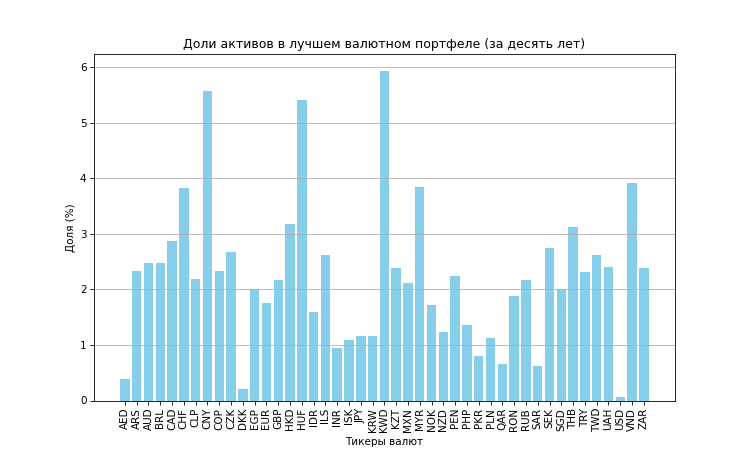 Доли активов в лучшем валютном портфеле (за десять лет)
Доля (%)
6
5
4
3
2
1
0
AED ARS AUD BRL CAD CHF CLP CNY COP CZK DKK EGP EUR GBP HKD HUF IDR ILS INR ISK JPY KRW KWD KZT MXN MYR NOK NZD PEN PHP PKR PLN QAR RON RUB SAR SEK SGD THB TRY TWD UAH USD VND ZAR
Тикеры валют